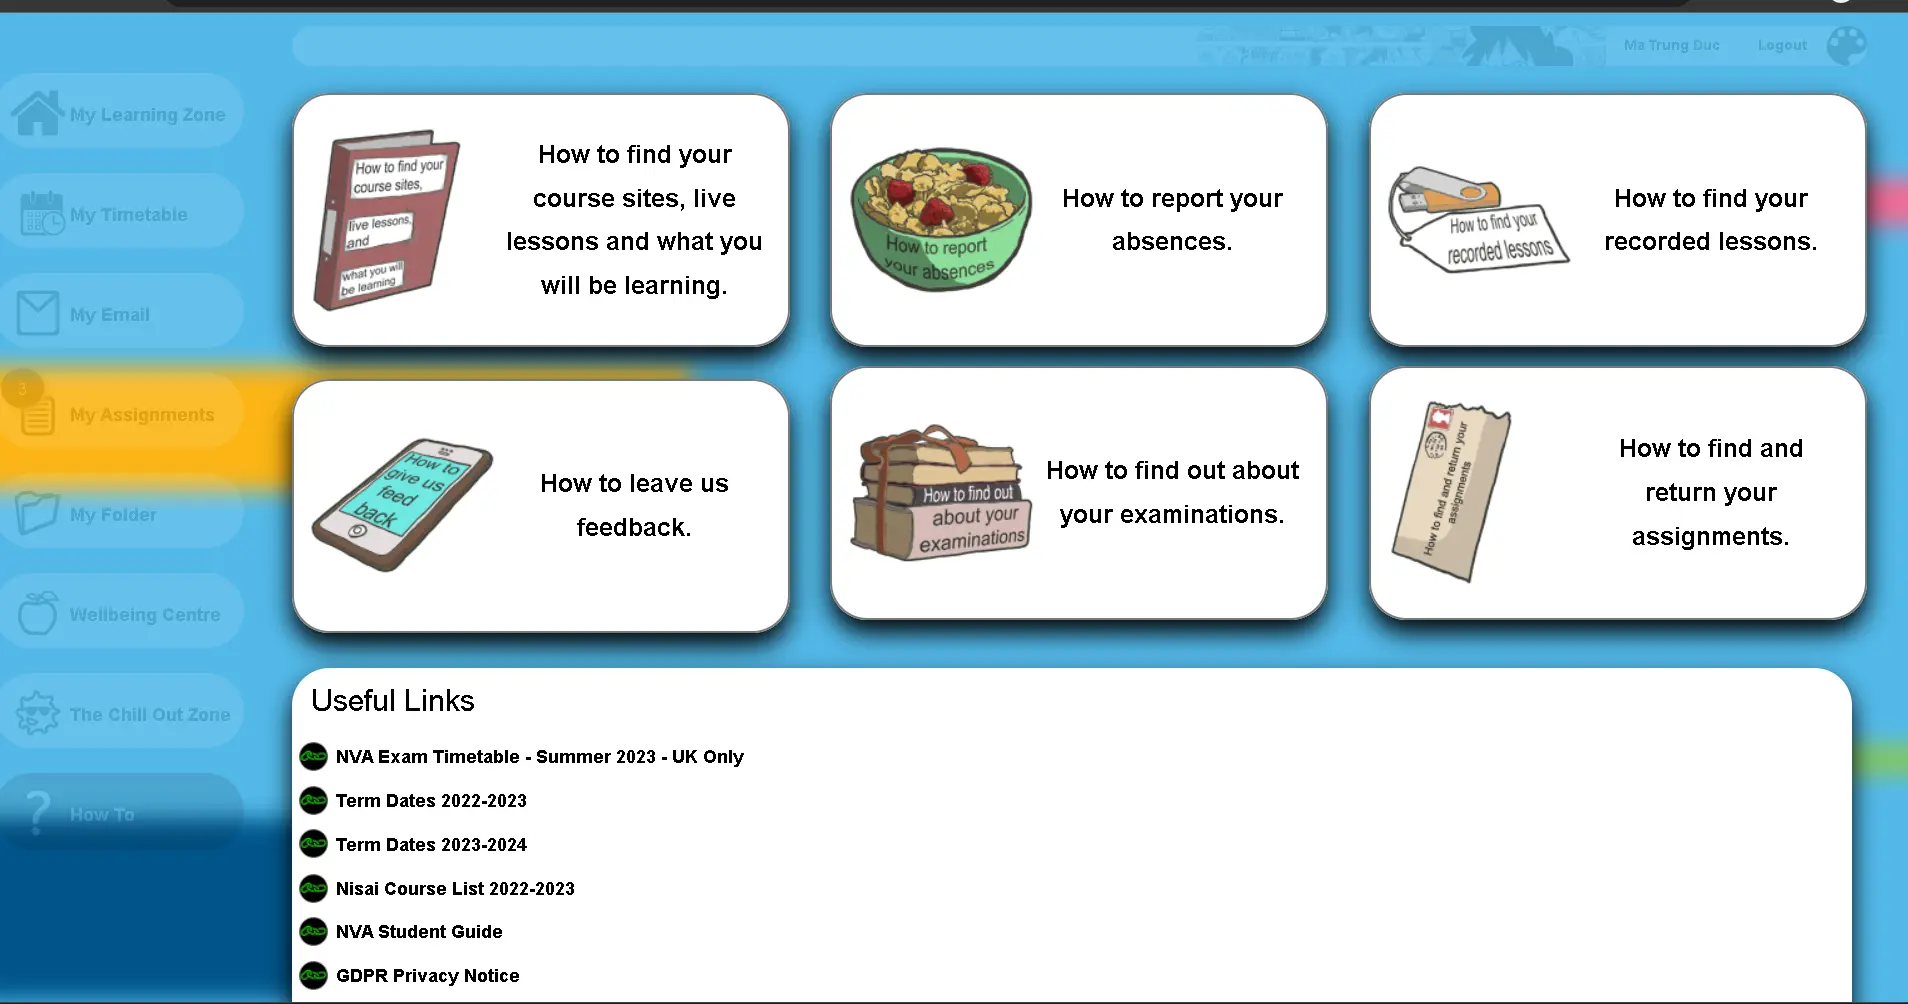 Ma Trung Duc
Logout
My Learning Zone
My Timetable
My Email
3
My Assignments
My Folder
Wellbeing Centre
The Chill Out Zone
? How To
How to find your
course sites,
live lessons,
and
what you will
be learning
How to find your
course sites, live
lessons and what you
will be learning.
How to report
your absences
How to report your
absences.
How to find your
recorded lessons
How to find your
recorded lessons.
How to
give us
feed
back
How to leave us
feedback.
How to find out
about your
examinations
How to find out about
your examinations.
How to find and return your
assignments
How to find and
return your
assignments.
Useful Links
NVA Exam Timetable - Summer 2023 - UK Only
Term Dates 2022-2023
Term Dates 2023-2024
Nisai Course List 2022-2023
NVA Student Guide
GDPR Privacy Notice